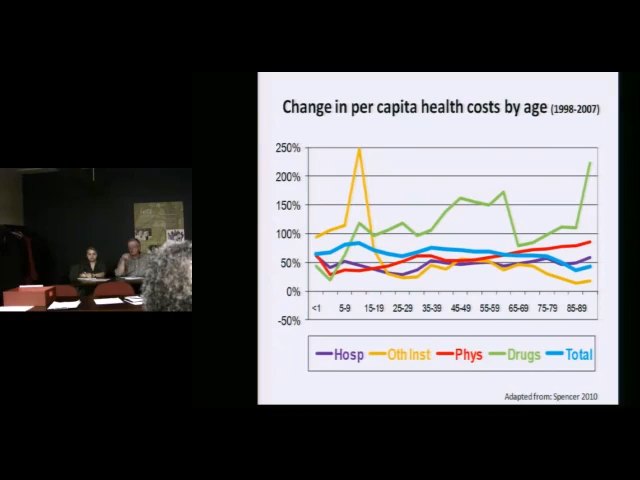 Change in per capita health costs by age (1998-2007)
250%
200%
150%
100%
50%
0%
-50%
<1 5-9 15-19 25-29 35-39 45-49 55-59 65-69 75-79 85-89
Hosp Oth Inst Phys Drugs Total
Adapted from: Spencer 2010